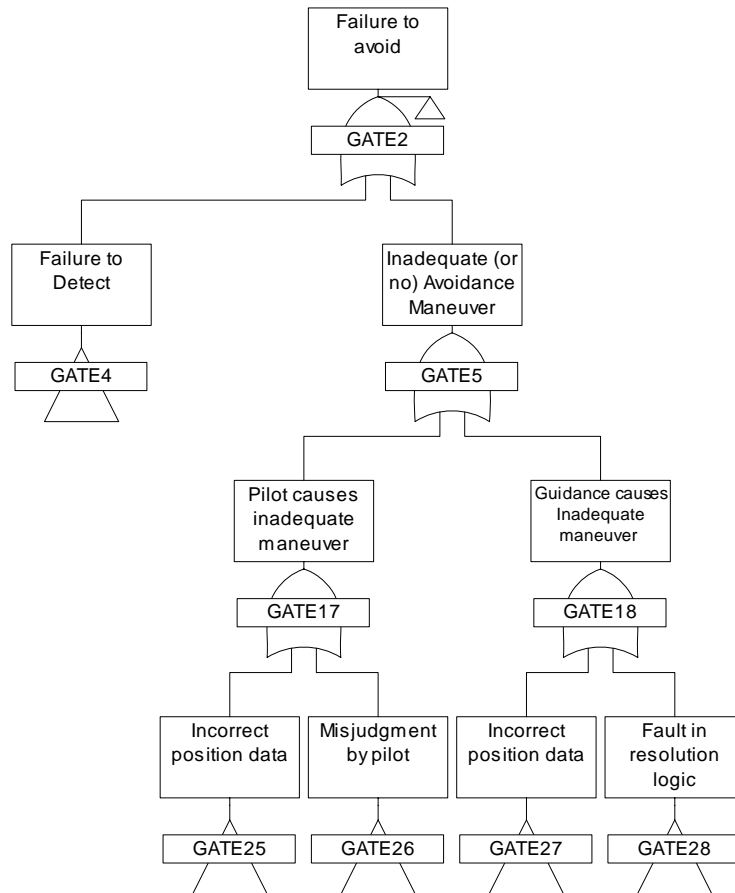 Failure to
avoid
GATE2
Failure to
Detect
GATE4
Inadequate (or
no) Avoidance
Maneuver
GATE5
Pilot causes
inadequate
maneuver
GATE17
Guidance causes
Inadequate
maneuver
GATE18
Incorrect
position data
GATE25
Misjudgment
by pilot
GATE26
Incorrect
position data
GATE27
Fault in
resolution
logic
GATE28